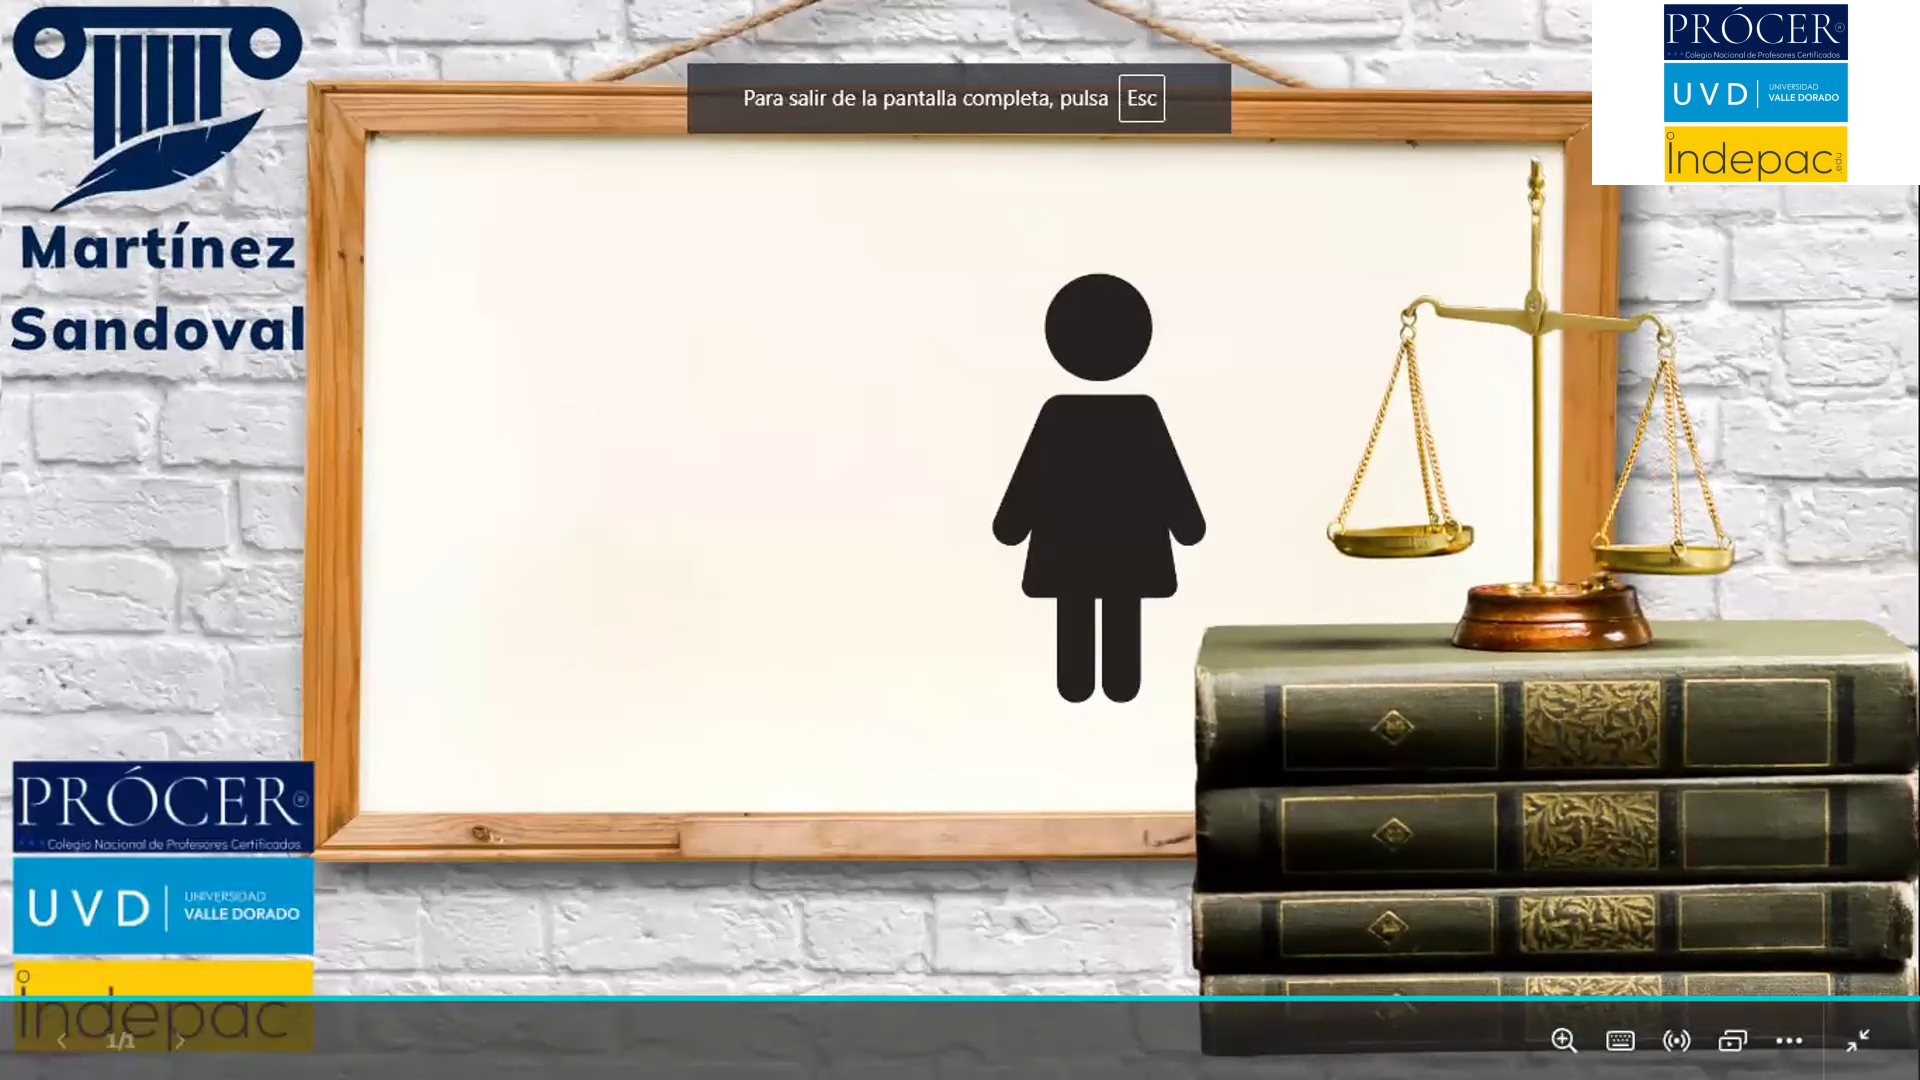 Martínez
Sandoval
Para salir de la pantalla completa, pulsa Esc
PRÓCER®
Colegio Nacional de Profesores Certificados
UVD UNIVERSIDAD
VALLE DORADO
indepac.edu
PRÓCER®
Colegio Nacional de Profesores Certificados
UVD UNIVERSIDAD
VALLE DORADO
indepac
1/1